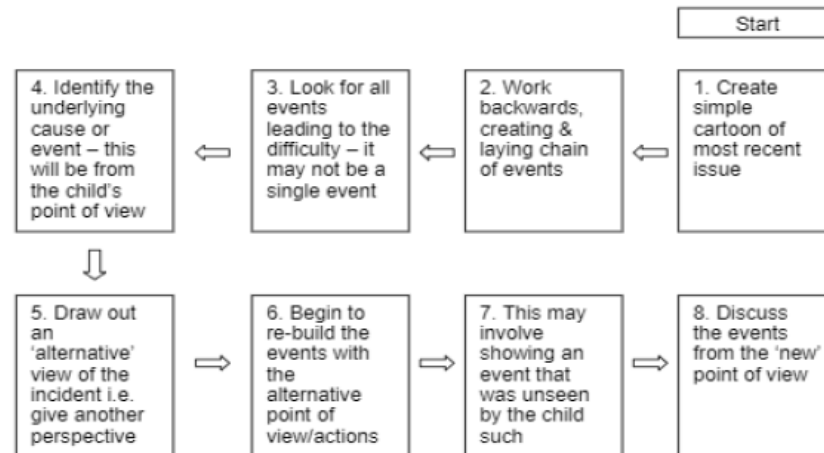 Start
1. Create
simple
cartoon of
most recent
issue
2. Work
backwards,
creating &
laying chain
of events
3. Look for all
events
leading to the
difficulty – it
may not be a
single event
4. Identify the
underlying
cause or
event – this
will be from
the child's
point of view
5. Draw out
an
'alternative'
view of the
incident i.e.
give another
perspective
6. Begin to
re-build the
events with
the
alternative
point of
view/actions
7. This may
involve
showing an
event that
was unseen
by the child
such
8. Discuss
the events
from the 'new'
point of view